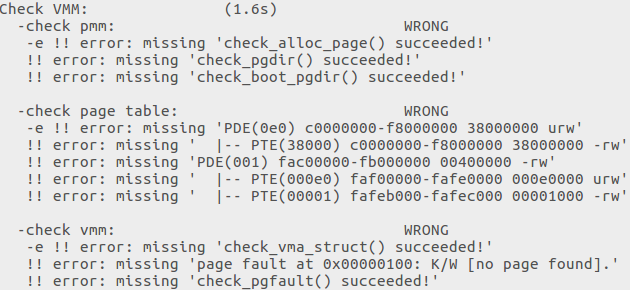 Check VMM:                 (1.6s)
  -check pmm:                                WRONG
   -e !! error: missing 'check_alloc_page() succeeded!'
   !! error: missing 'check_pgdir() succeeded!'
   !! error: missing 'check_boot_pgdir() succeeded!'

  -check page table:                         WRONG
   -e !! error: missing 'PDE(0e0) c0000000-f8000000 38000000 urw'
   !! error: missing '  |-- PTE(38000) c0000000-f8000000 38000000 -rw'
   !! error: missing 'PDE(001) fac00000-fb000000 00400000 -rw'
   !! error: missing '  |-- PTE(000e0) faf00000-fafe0000 000e0000 urw'
   !! error: missing '  |-- PTE(00001) fafeb000-fafec000 00001000 -rw'

  -check vmm:                                WRONG
   -e !! error: missing 'check_vma_struct() succeeded!'
   !! error: missing 'page fault at 0x00000100: K/W [no page found].'
   !! error: missing 'check_pgfault() succeeded!'